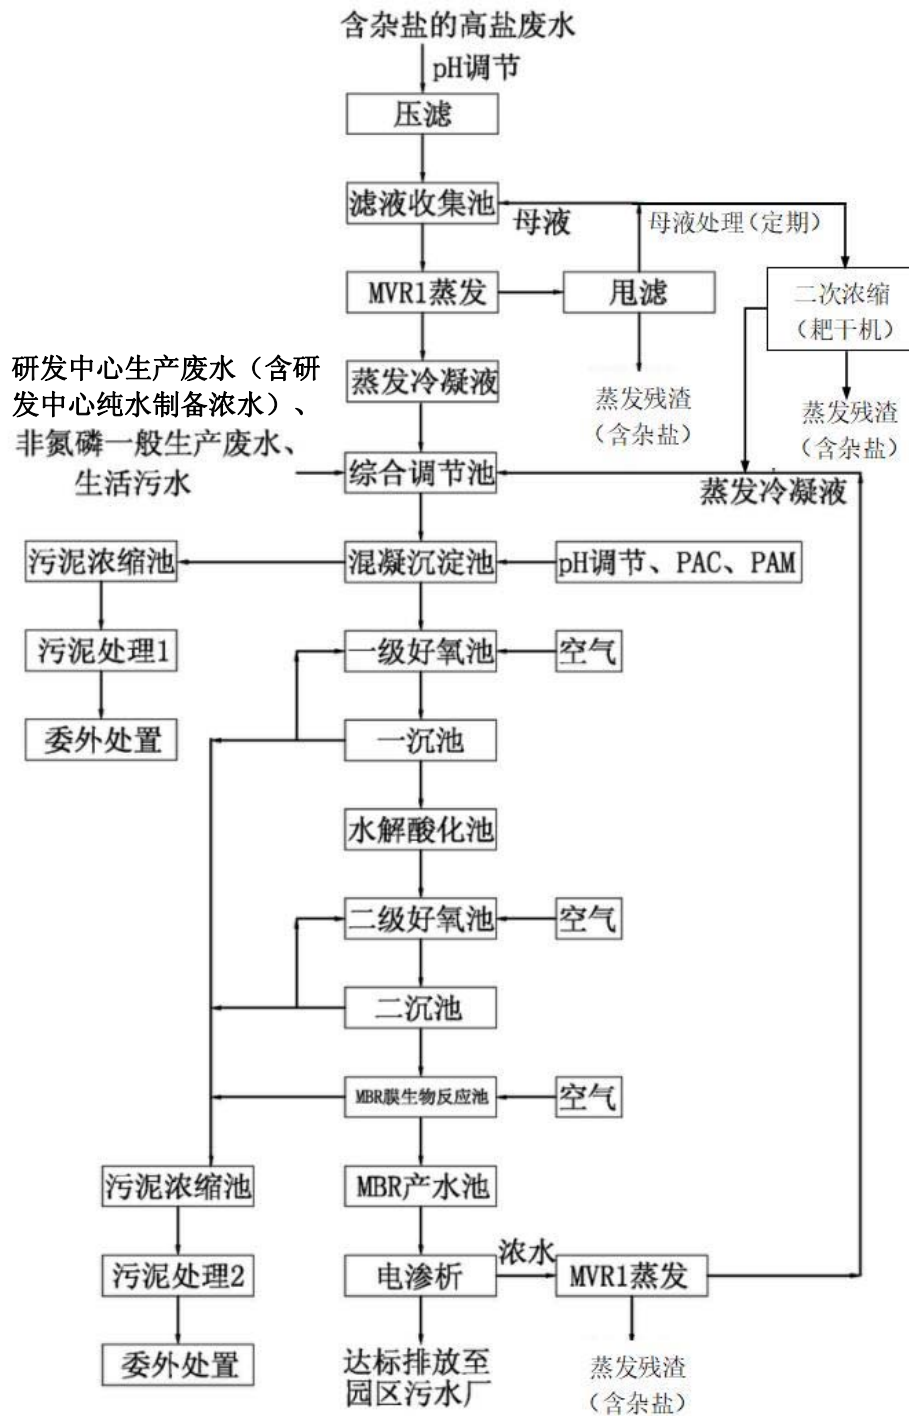 含杂盐的高盐废水
pH调节
压滤
滤液收集池
母液
母液处理（定期）
MVR1蒸发
甩滤
二次浓缩
（耙干机）
研发中心生产废水（含研
发中心纯水制备浓水）、
非氮磷一般生产废水、
生活污水
蒸发冷凝液
蒸发残渣
（含杂盐）
蒸发残渣
（含杂盐）
综合调节池
蒸发冷凝液
污泥浓缩池
混凝沉淀池
pH调节、PAC、PAM
污泥处理1
一级好氧池
空气
委外处置
一沉池
水解酸化池
二级好氧池
空气
二沉池
MBR膜生物反应池
空气
污泥浓缩池
MBR产水池
污泥处理2
电渗析
浓水
MVR1蒸发
委外处置
达标排放至
园区污水厂
蒸发残渣
（含杂盐）